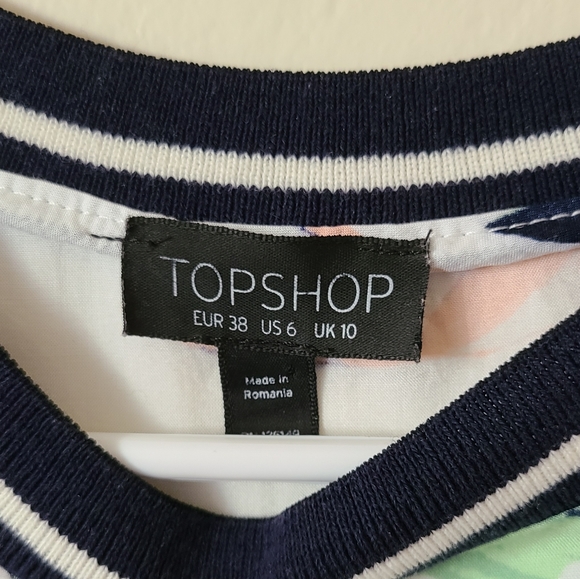 TOPSHOP
EUR 38 US 6 UK 10
Made in
Romania